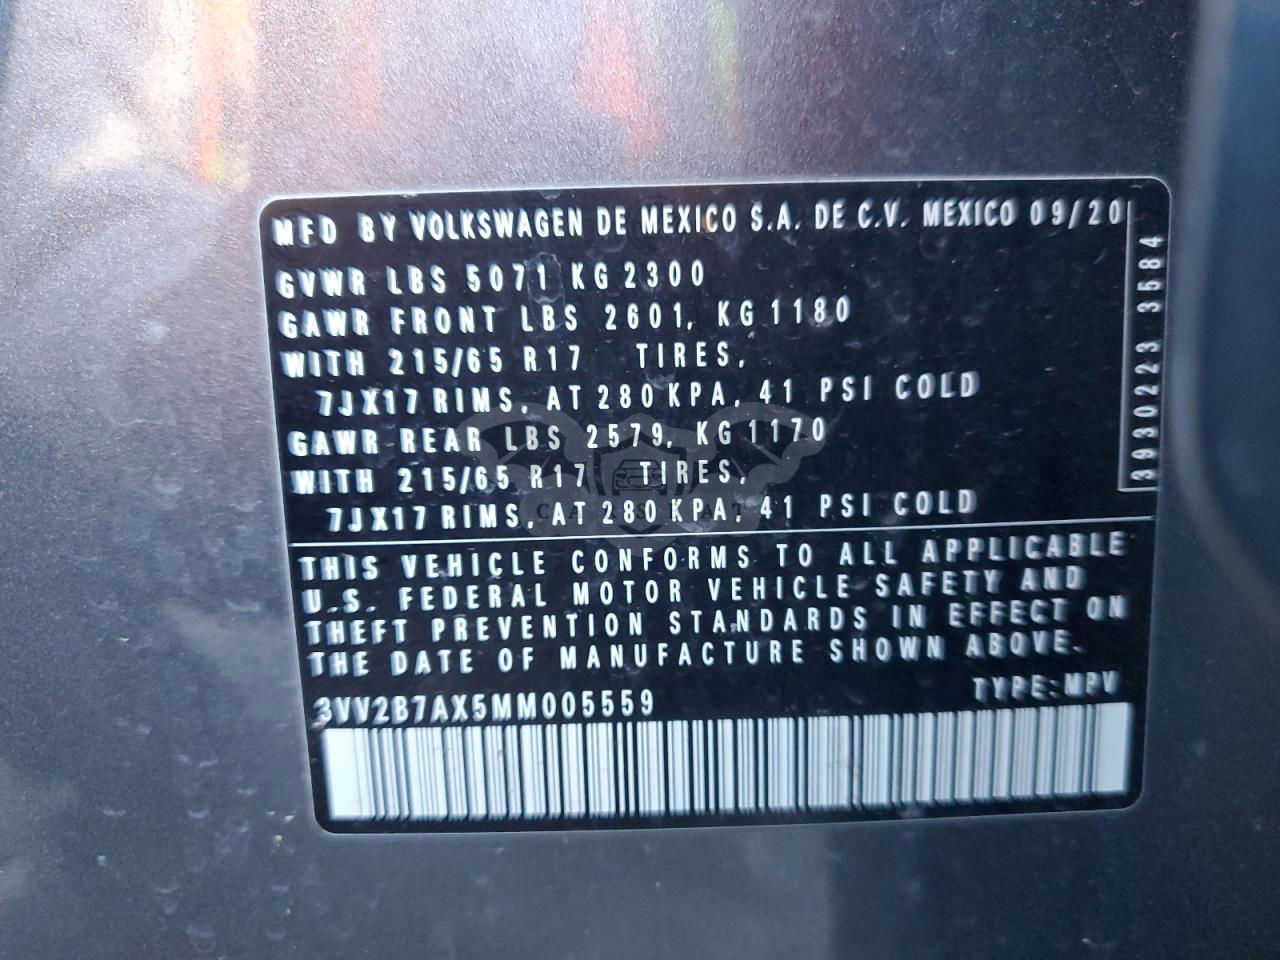 MFD BY VOLKSWAGEN DE MEXICO S.A. DE C.V. MEXICO 09/20
GVWR LBS 5071 KG 2300
GAWR FRONT LBS 2601, KG 1180
WITH 215/65 R17 TIRES,
7JX17 RIMS, AT 280 KPA, 41 PSI COLD
GAWR REAR LBS 2579, KG 1170
WITH 215/65 R17 TIRES,
7JX17 RIMS, AT 280 KPA, 41 PSI COLD
3930223 3584
THIS VEHICLE CONFORMS TO ALL APPLICABLE
U.S. FEDERAL MOTOR VEHICLE SAFETY AND
THEFT PREVENTION STANDARDS IN EFFECT ON
THE DATE OF MANUFACTURE SHOWN ABOVE.
3VV2B7AX5MM005559 TYPE:MPV